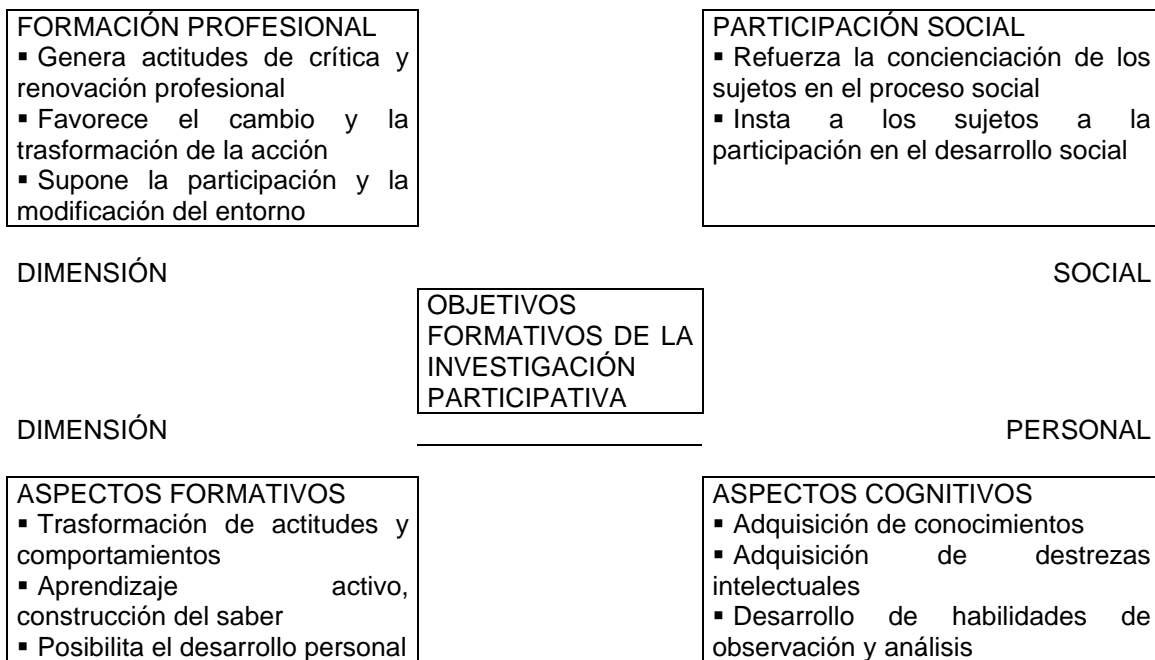 FORMACIÓN PROFESIONAL
▪ Genera actitudes de crítica y
renovación profesional
▪ Favorece el cambio y la
trasformación de la acción
▪ Supone la participación y la
modificación del entorno
PARTICIPACIÓN SOCIAL
▪ Refuerza la concienciación de los
sujetos en el proceso social
▪ Insta a los sujetos a la
participación en el desarrollo social
DIMENSIÓN SOCIAL
OBJETIVOS
FORMATIVOS DE LA
INVESTIGACIÓN
PARTICIPATIVA
DIMENSIÓN PERSONAL
ASPECTOS FORMATIVOS
▪ Trasformación de actitudes y
comportamientos
▪ Aprendizaje activo,
construcción del saber
▪ Posibilita el desarrollo personal
ASPECTOS COGNITIVOS
▪ Adquisición de conocimientos
▪ Adquisición de destrezas
intelectuales
▪ Desarrollo de habilidades de
observación y análisis